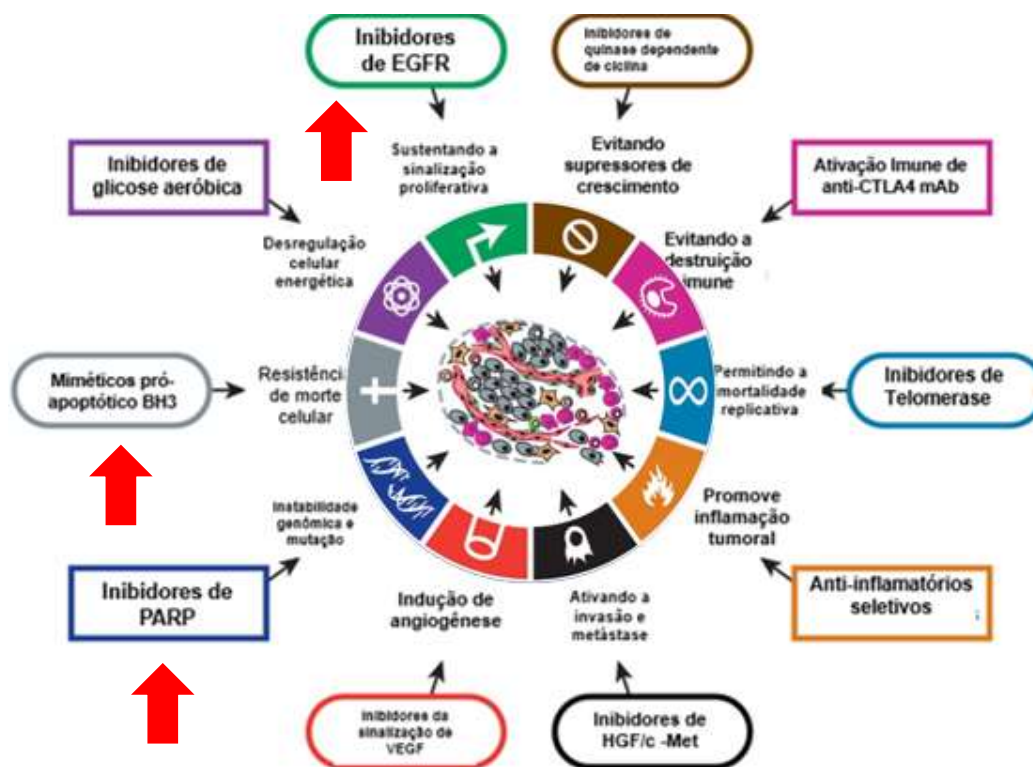 Inibidores
de EGFR
Inibidores de
quinase dependente
de ciclina
Sustentando a
sinalização
proliferativa
Evitando
supressores de
crescimento
Inibidores de
glicose aeróbica
Ativação Imune de
anti-CTLA4 mAb
Desregulação
celular
energética
Evitando a
destruição
imune
Miméticos pró-
apoptótico BH3
Resistênci
de morte
celular
Permitindo a
mortalidade
replicativa
Inibidores de
Telomerase
Instabilidade
genômica e
mutação
Promove
inflamação
tumoral
Inibidores de
PARP
Indução de
angiogênese
Ativando a
invasão e
metástase
Anti-inflamatórios
seletivos
Inibidores da
sinalização de
VEGF
Inibidores de
HGF/c -Met